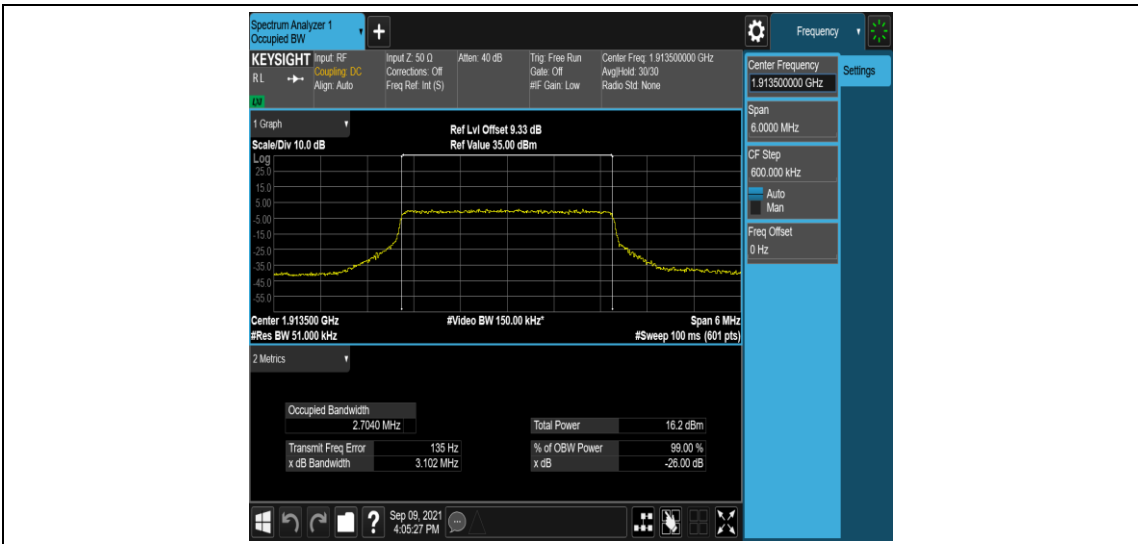 Spectrum Analyzer 1
Occupied BW
Frequency
KEYSIGHT
RL
LXI
Input: RF
Coupling: DC
Align: Auto
Input Z: 50 Ω
Corrections: Off
Freq Ref: Int (S)
Atten: 40 dB
Trig: Free Run
Gate: Off
#IF Gain: Low
Center Freq: 1.913500000 GHz
Avg|Hold: 30/30
Radio Std: None
Center Frequency
1.913500000 GHz
Settings
Span
6.0000 MHz
CF Step
600.000 kHz
Auto
Man
Freq Offset
0 Hz
1 Graph
Scale/Div 10.0 dB
Ref Lvl Offset 9.33 dB
Ref Value 35.00 dBm
Log
25.0
15.0
5.00
-5.00
-15.0
-25.0
-35.0
-45.0
-55.0
Center 1.913500 GHz
#Video BW 150.00 kHz*
Span 6 MHz
#Res BW 51.000 kHz
#Sweep 100 ms (601 pts)
2 Metrics
Occupied Bandwidth
2.7040 MHz
Total Power 16.2 dBm
Transmit Freq Error 135 Hz
% of OBW Power 99.00 %
x dB Bandwidth 3.102 MHz
x dB -26.00 dB
?
Sep 09, 2021
4:05:27 PM